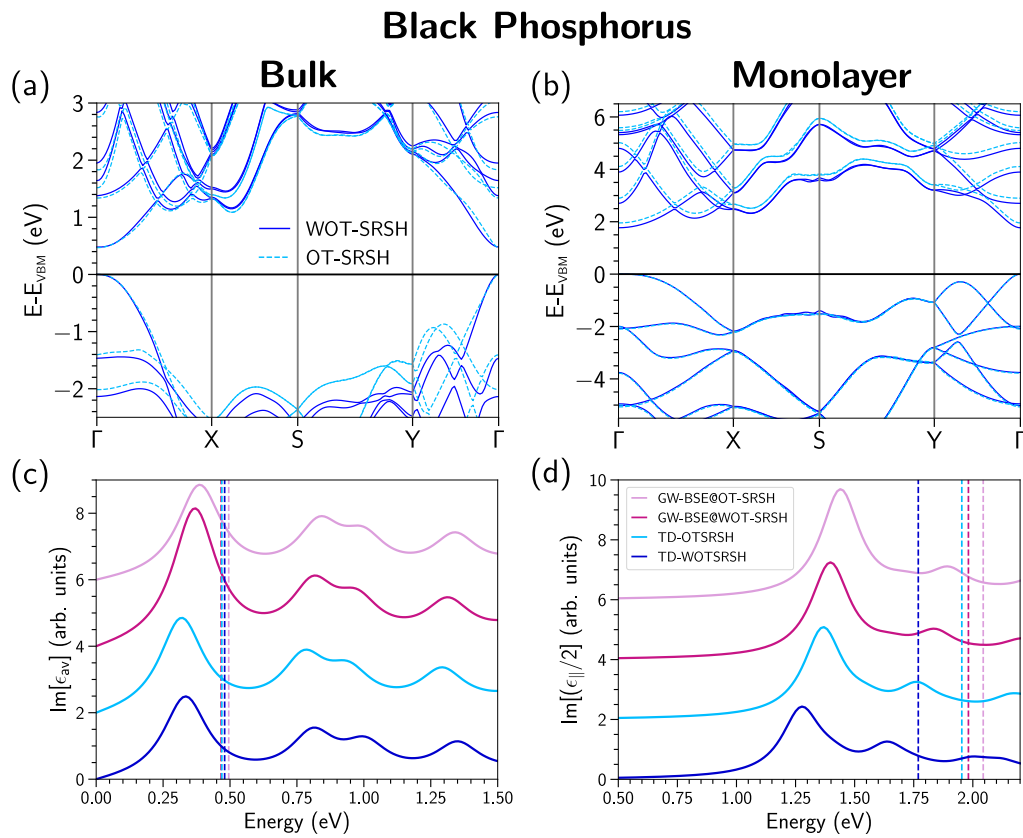 Black Phosphorus
(a)
Bulk
3
2
1
0
−1
−2
E-E_VBM (eV)
WOT-SRSH
OT-SRSH
Γ X S Y Γ
(b)
Monolayer
6
4
2
0
−2
−4
E-E_VBM (eV)
Γ X S Y Γ
(c)
8
6
4
2
0
Im[ϵ_av] (arb. units)
0.00 0.25 0.50 0.75 1.00 1.25 1.50
Energy (eV)
(d)
10
8
6
4
2
0
Im[(ϵ_||/2] (arb. units)
GW-BSE@OT-SRSH
GW-BSE@WOT-SRSH
TD-OTSRSH
TD-WOTSRSH
0.50 0.75 1.00 1.25 1.50 1.75 2.00
Energy (eV)